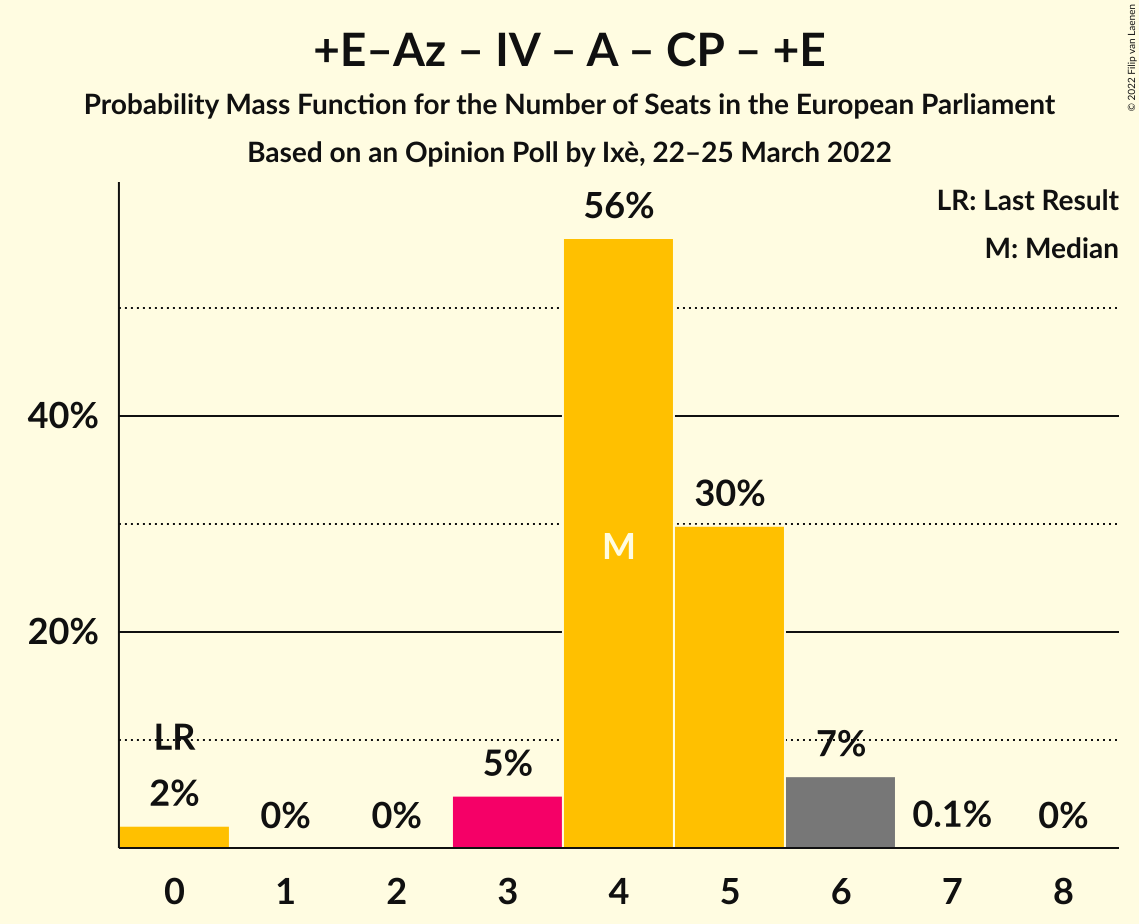 +E–Az – IV – A – CP – +E
Probability Mass Function for the Number of Seats in the European Parliament
Based on an Opinion Poll by Ixè, 22–25 March 2022
© 2022 Filip van Laenen
LR: Last Result
M: Median
56%
40%
30%
M
20%
LR
2%
0%
0%
5%
7%
0.1%
0%
0 1 2 3 4 5 6 7 8